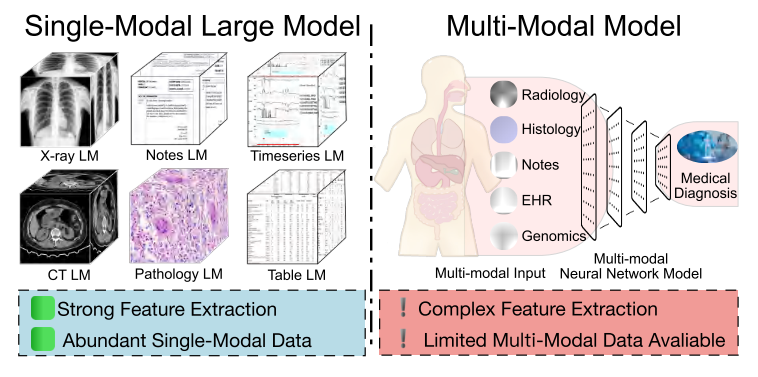 Single-Modal Large Model
X-ray LM
Notes LM
Timeseries LM
CT LM
Pathology LM
Table LM
Strong Feature Extraction
Abundant Single-Modal Data
Multi-Modal Model
Radiology
Histology
Notes
EHR
Genomics
Medical
Diagnosis
Multi-modal Input
Multi-modal
Neural Network Model
Complex Feature Extraction
Limited Multi-Modal Data Avaliable